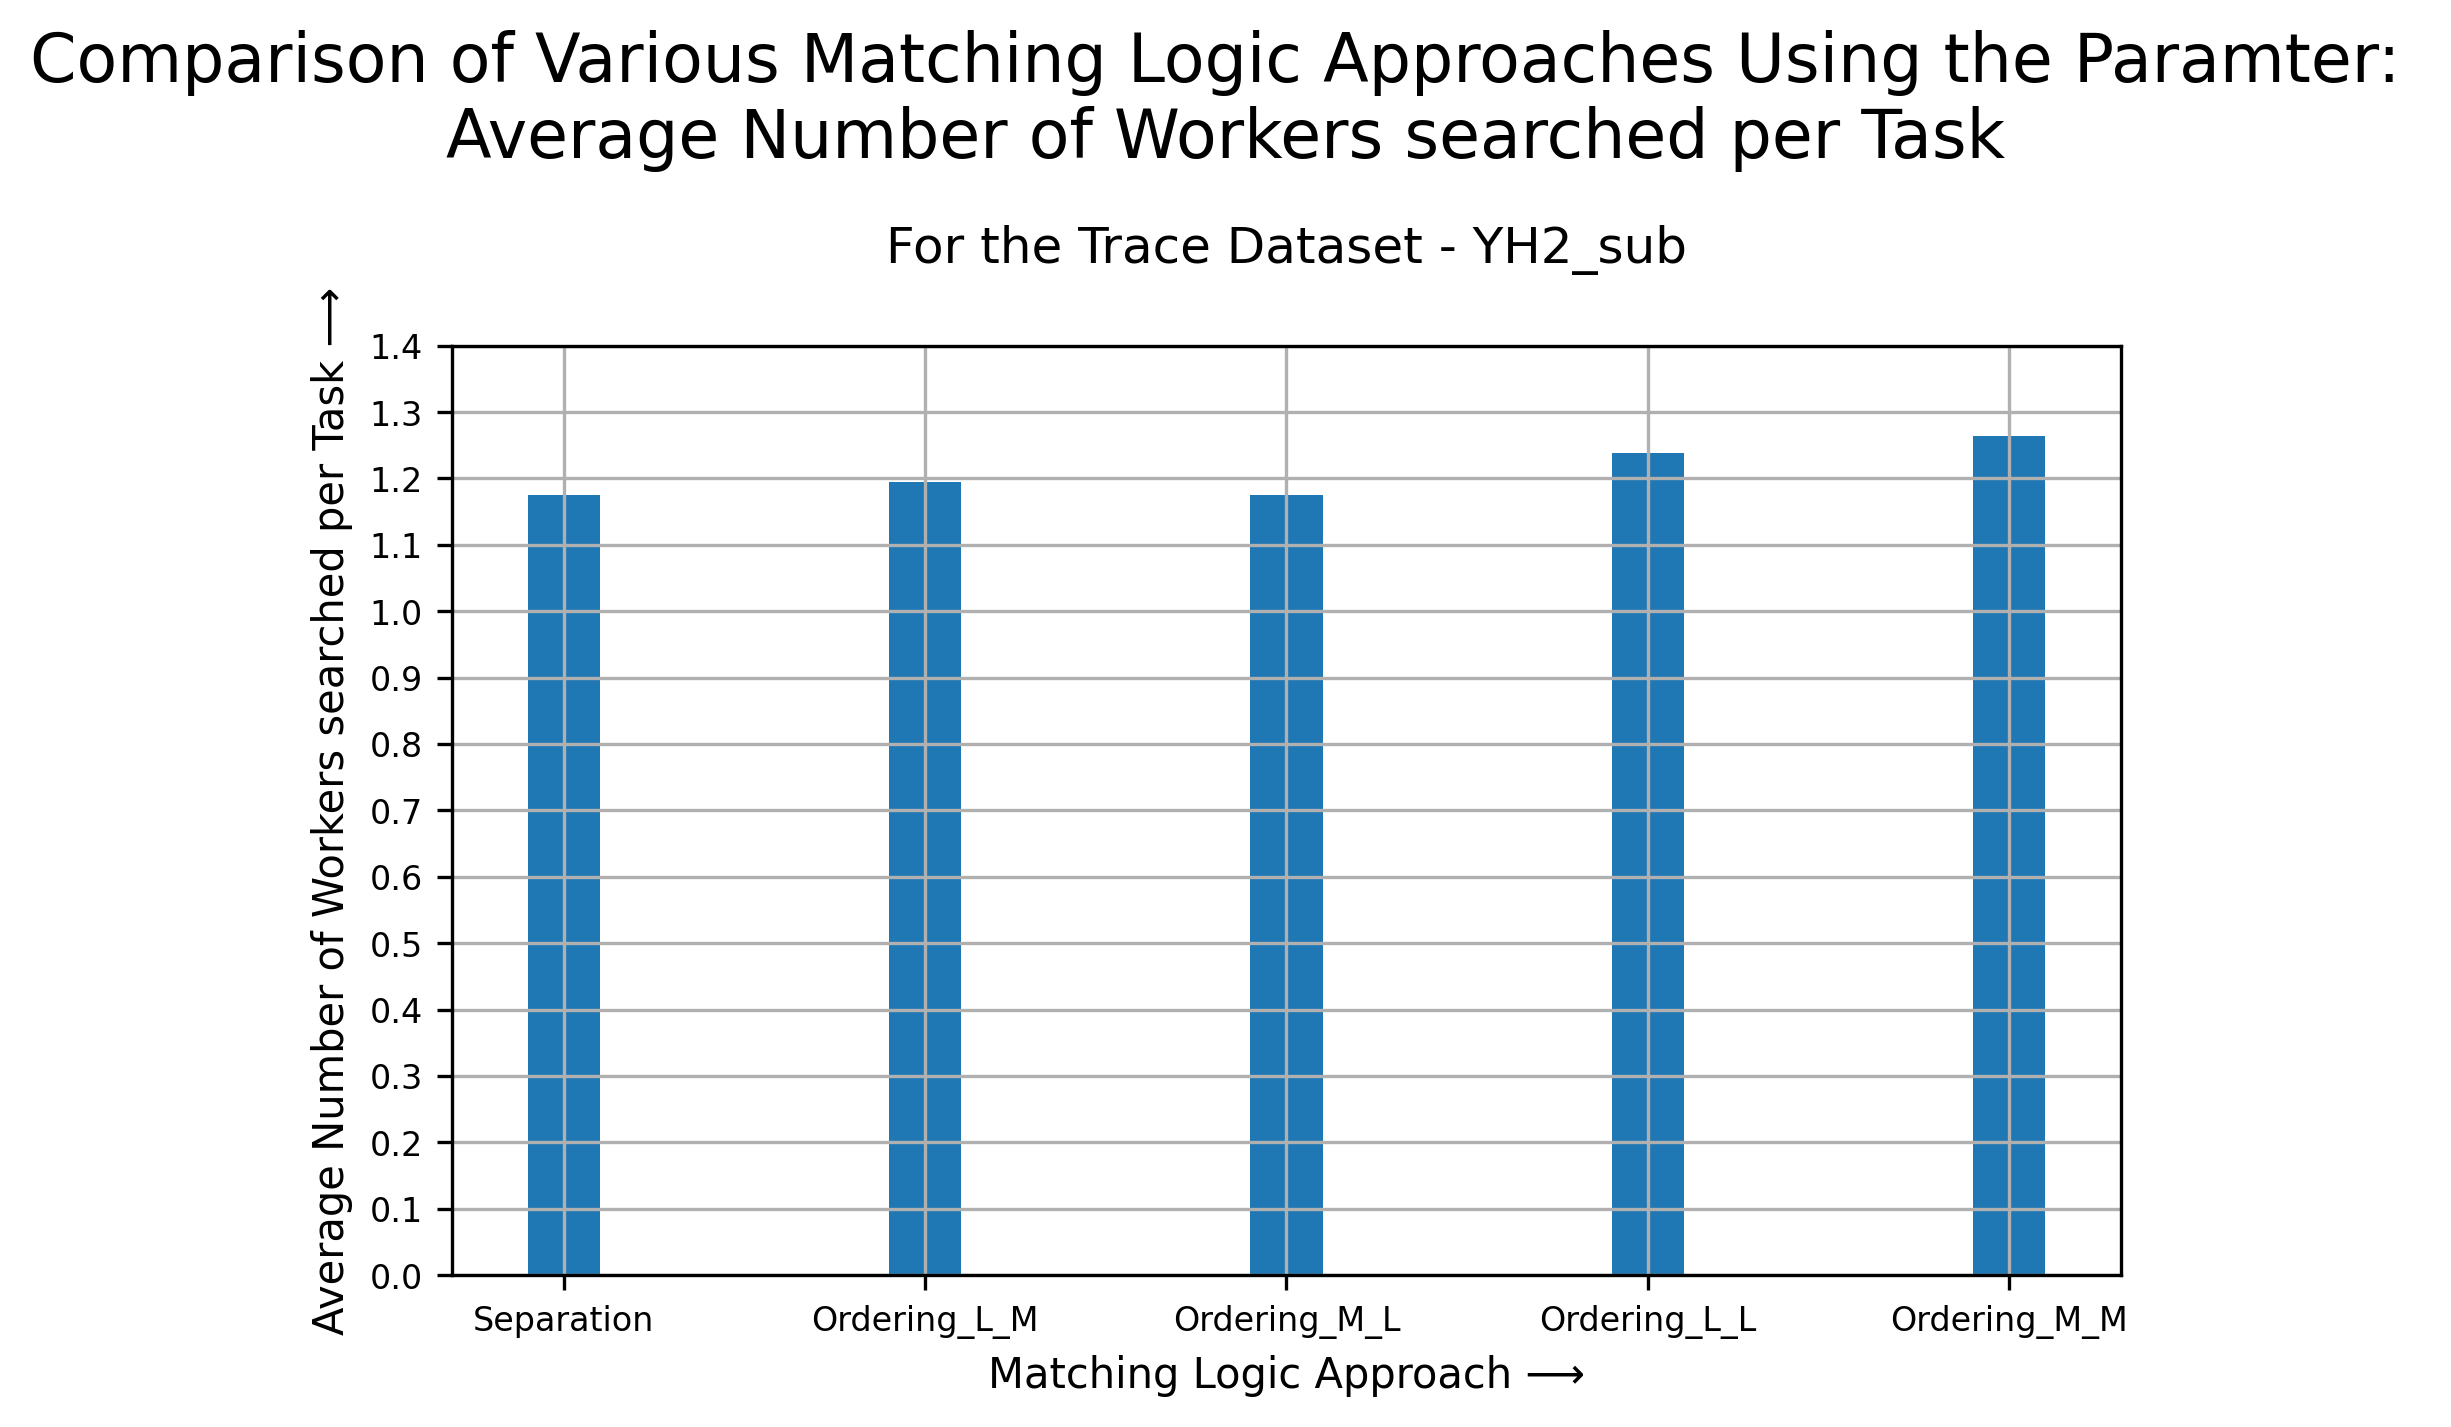 Comparison of Various Matching Logic Approaches Using the Paramter:
Average Number of Workers searched per Task
For the Trace Dataset - YH2_sub
Average Number of Workers searched per Task ⟶
1.4
1.3
1.2
1.1
1.0
0.9
0.8
0.7
0.6
0.5
0.4
0.3
0.2
0.1
0.0
Separation Ordering_L_M Ordering_M_L Ordering_L_L Ordering_M_M
Matching Logic Approach ⟶